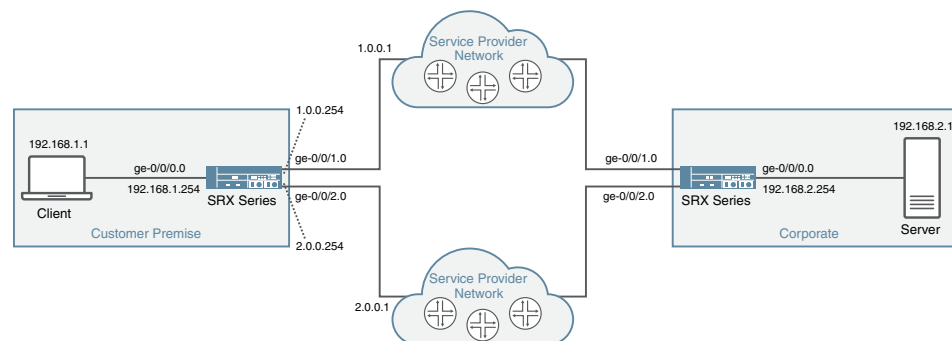 Service Provider
Network
1.0.0.1
1.0.0.254
192.168.1.1
ge-0/0/0.0
192.168.1.254
Client
SRX Series
ge-0/0/1.0
ge-0/0/2.0
2.0.0.254
Customer Premise
ge-0/0/1.0
ge-0/0/2.0
192.168.2.1
ge-0/0/0.0
192.168.2.254
SRX Series
Server
Corporate
Service Provider
Network
2.0.0.1